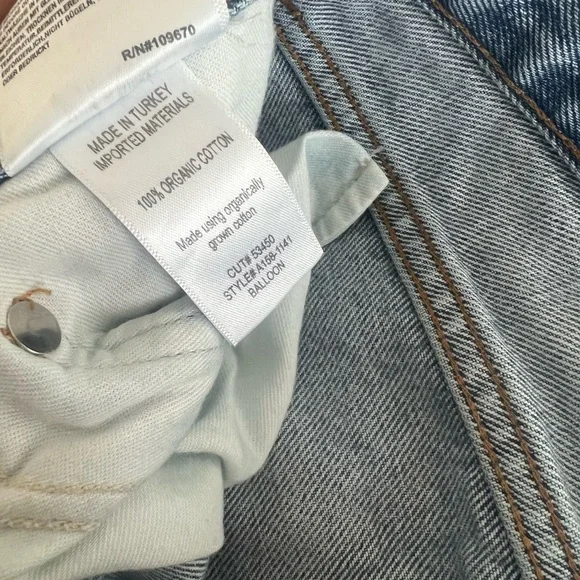 R/N#109670
MADE IN TURKEY
IMPORTED MATERIALS
100% ORGANIC COTTON
Made using organically
grown cotton
CUT# 53450
STYLE# A158-1141
BALLOON